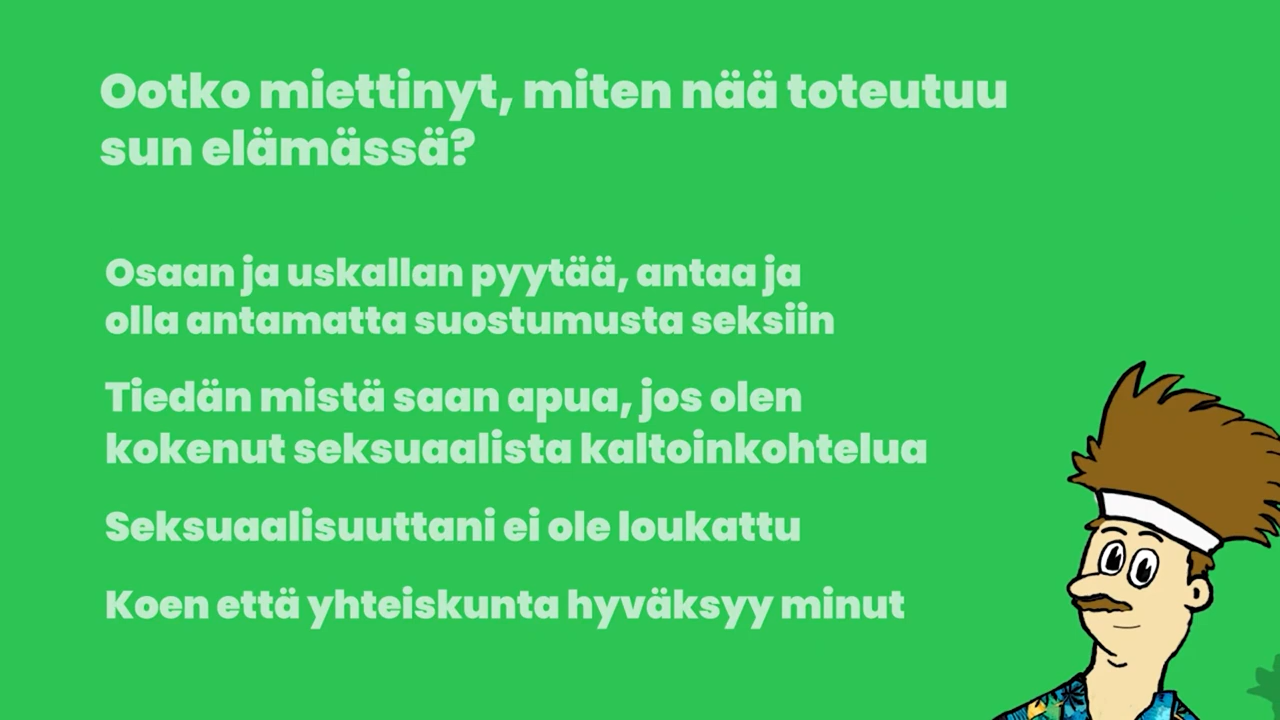 Ootko miettinyt, miten nää toteutuu
sun elämässä?
Osaan ja uskallan pyytää, antaa ja
olla antamatta suostumusta seksiin
Tiedän mistä saan apua, jos olen
kokenut seksuaalista kaltoinkohtelua
Seksuaalisuuttani ei ole loukattu
Koen että yhteiskunta hyväksyy minut